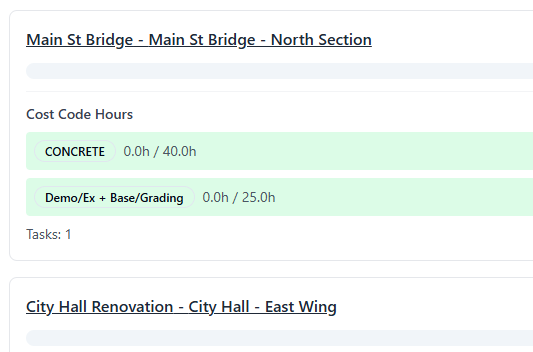 Main St Bridge - Main St Bridge - North Section
Cost Code Hours
CONCRETE 0.0h / 40.0h
Demo/Ex + Base/Grading 0.0h / 25.0h
Tasks: 1
City Hall Renovation - City Hall - East Wing